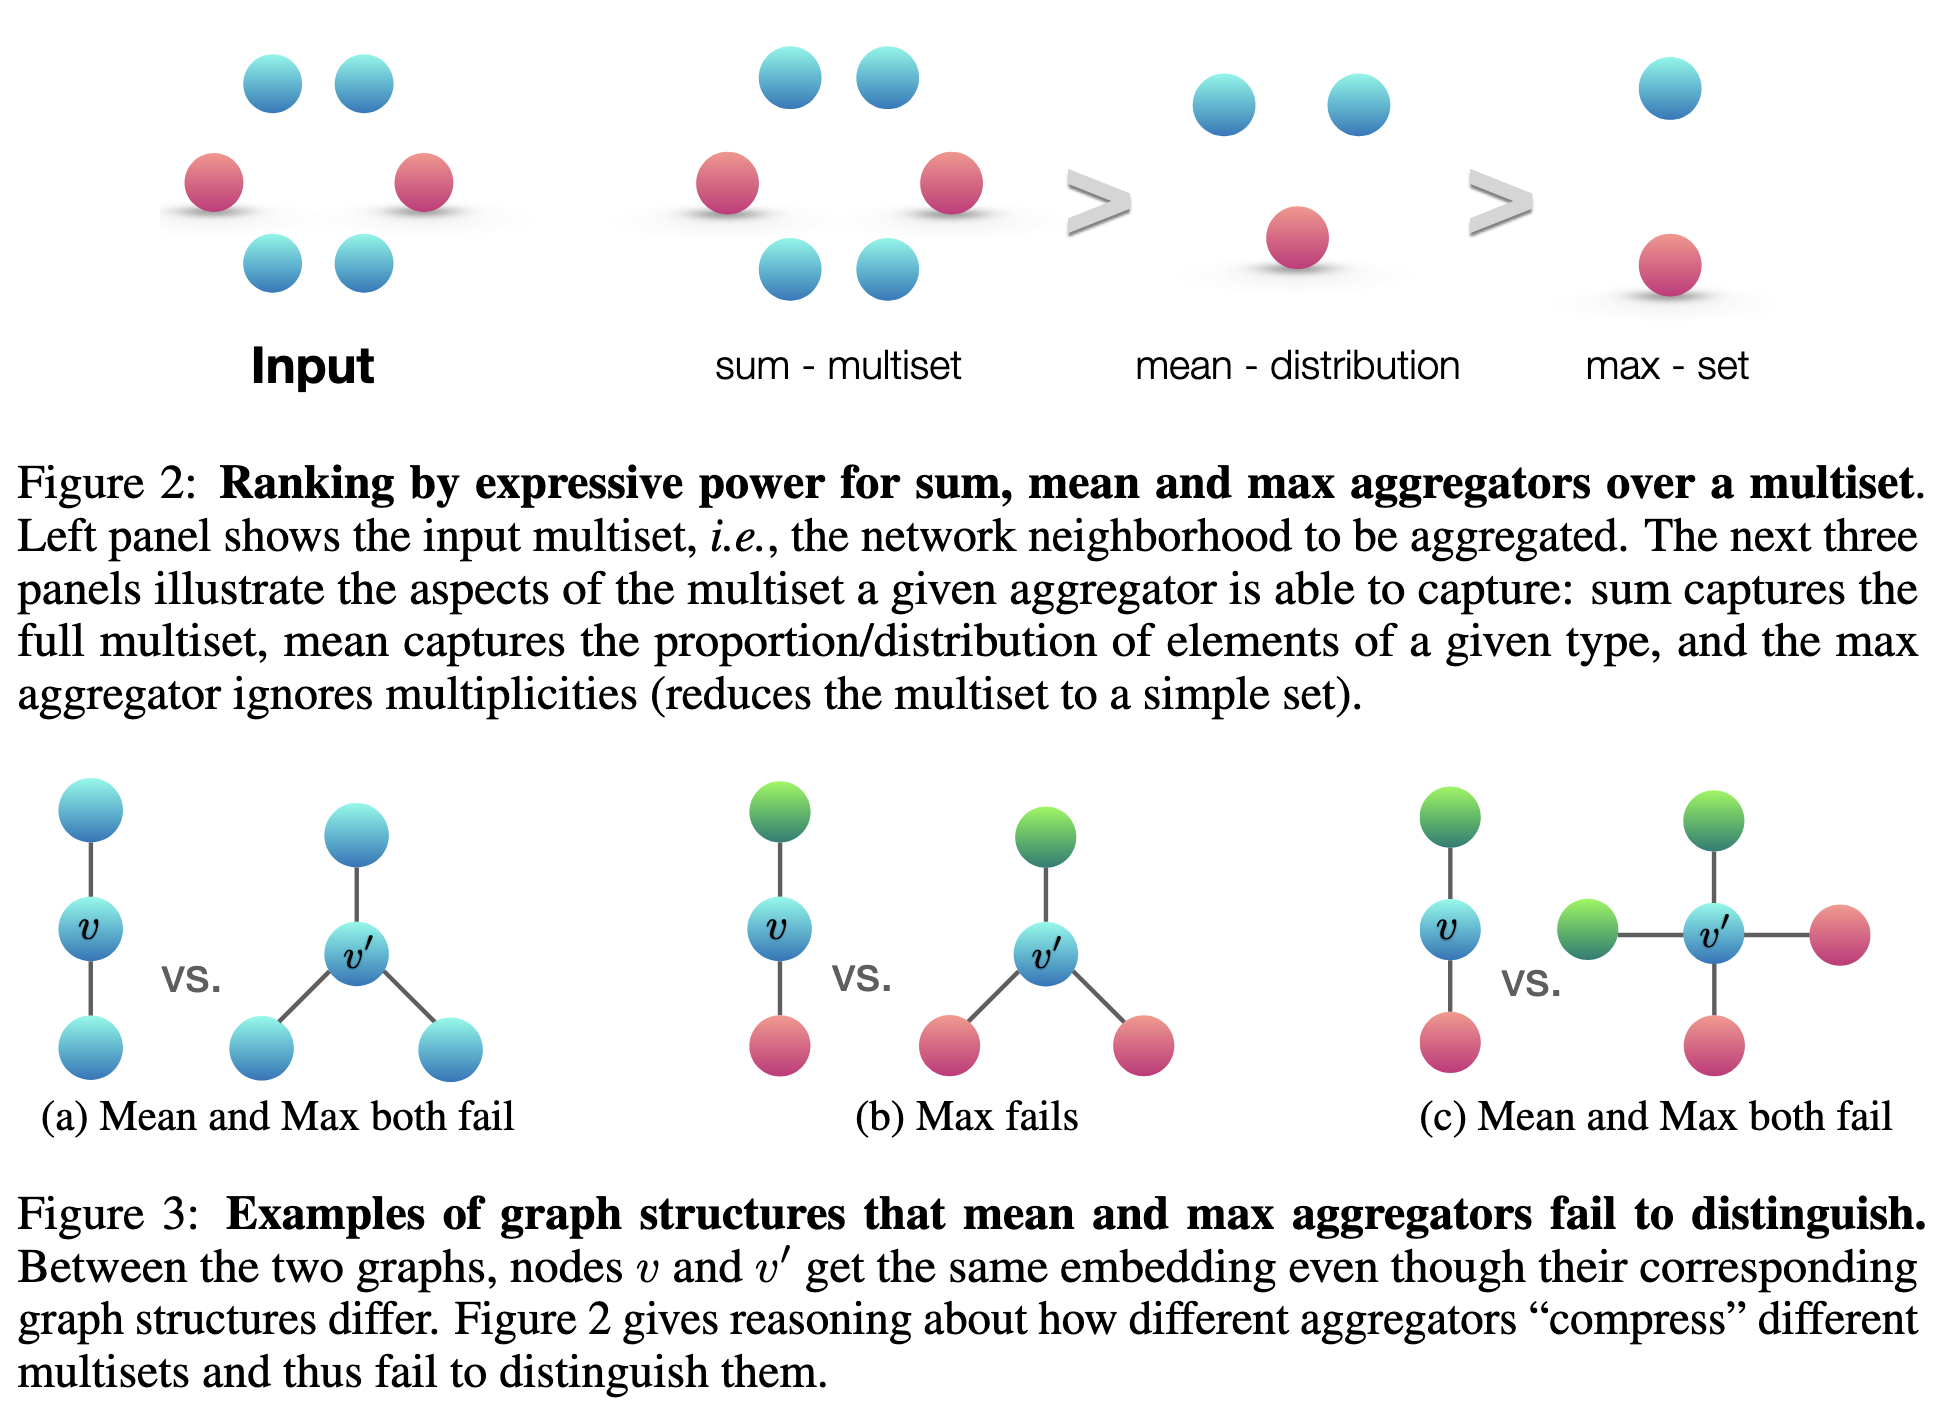 Input
sum - multiset
>
mean - distribution
>
max - set
Figure 2: Ranking by expressive power for sum, mean and max aggregators over a multiset.
Left panel shows the input multiset, i.e., the network neighborhood to be aggregated. The next three
panels illustrate the aspects of the multiset a given aggregator is able to capture: sum captures the
full multiset, mean captures the proportion/distribution of elements of a given type, and the max
aggregator ignores multiplicities (reduces the multiset to a simple set).
v
vs.
v′
(a) Mean and Max both fail
v
vs.
v′
(b) Max fails
v
vs.
v′
(c) Mean and Max both fail
Figure 3: Examples of graph structures that mean and max aggregators fail to distinguish.
Between the two graphs, nodes v and v′ get the same embedding even though their corresponding
graph structures differ. Figure 2 gives reasoning about how different aggregators “compress” different
multisets and thus fail to distinguish them.